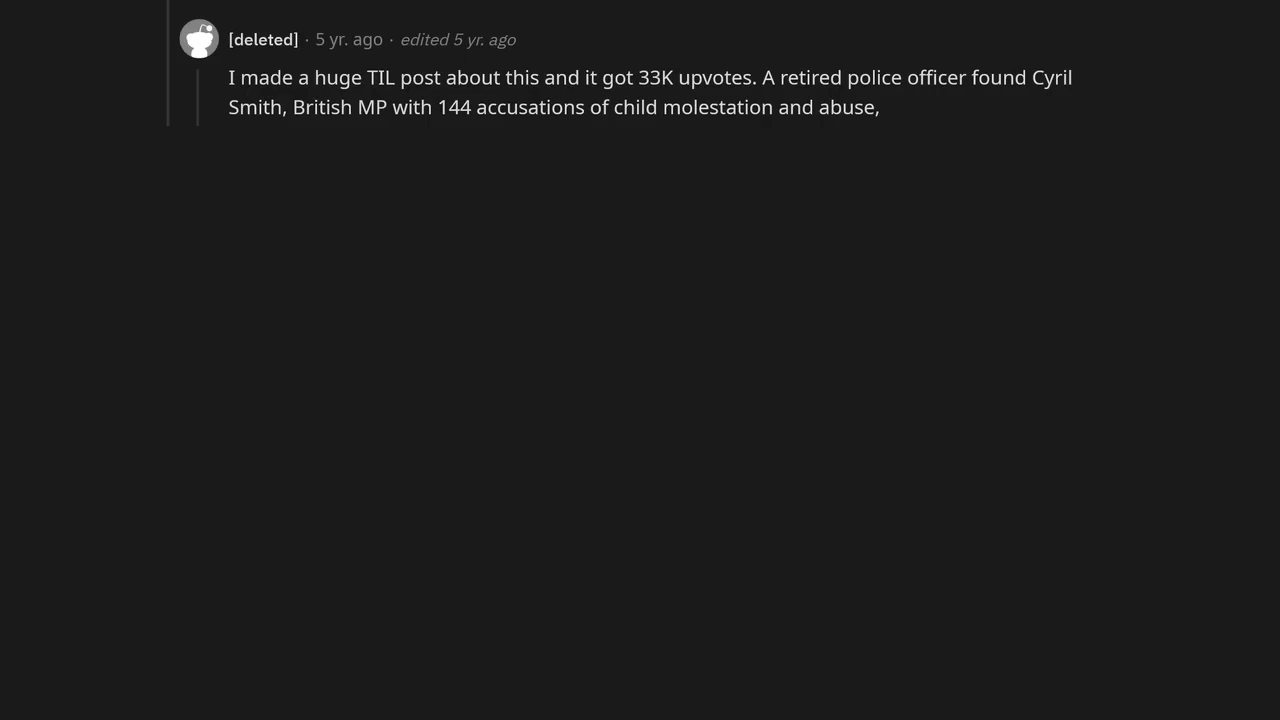 [deleted] · 5 yr. ago · edited 5 yr. ago
I made a huge TIL post about this and it got 33K upvotes. A retired police officer found Cyril
Smith, British MP with 144 accusations of child molestation and abuse,